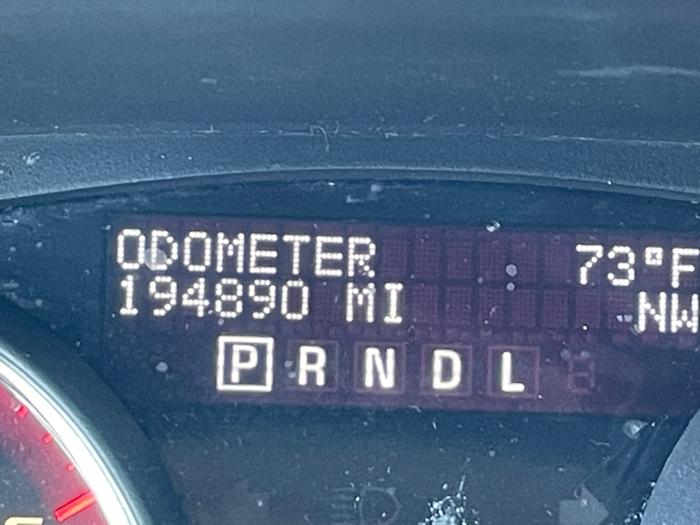 ODOMETER 73°F
194890 MI NW
P R N D L